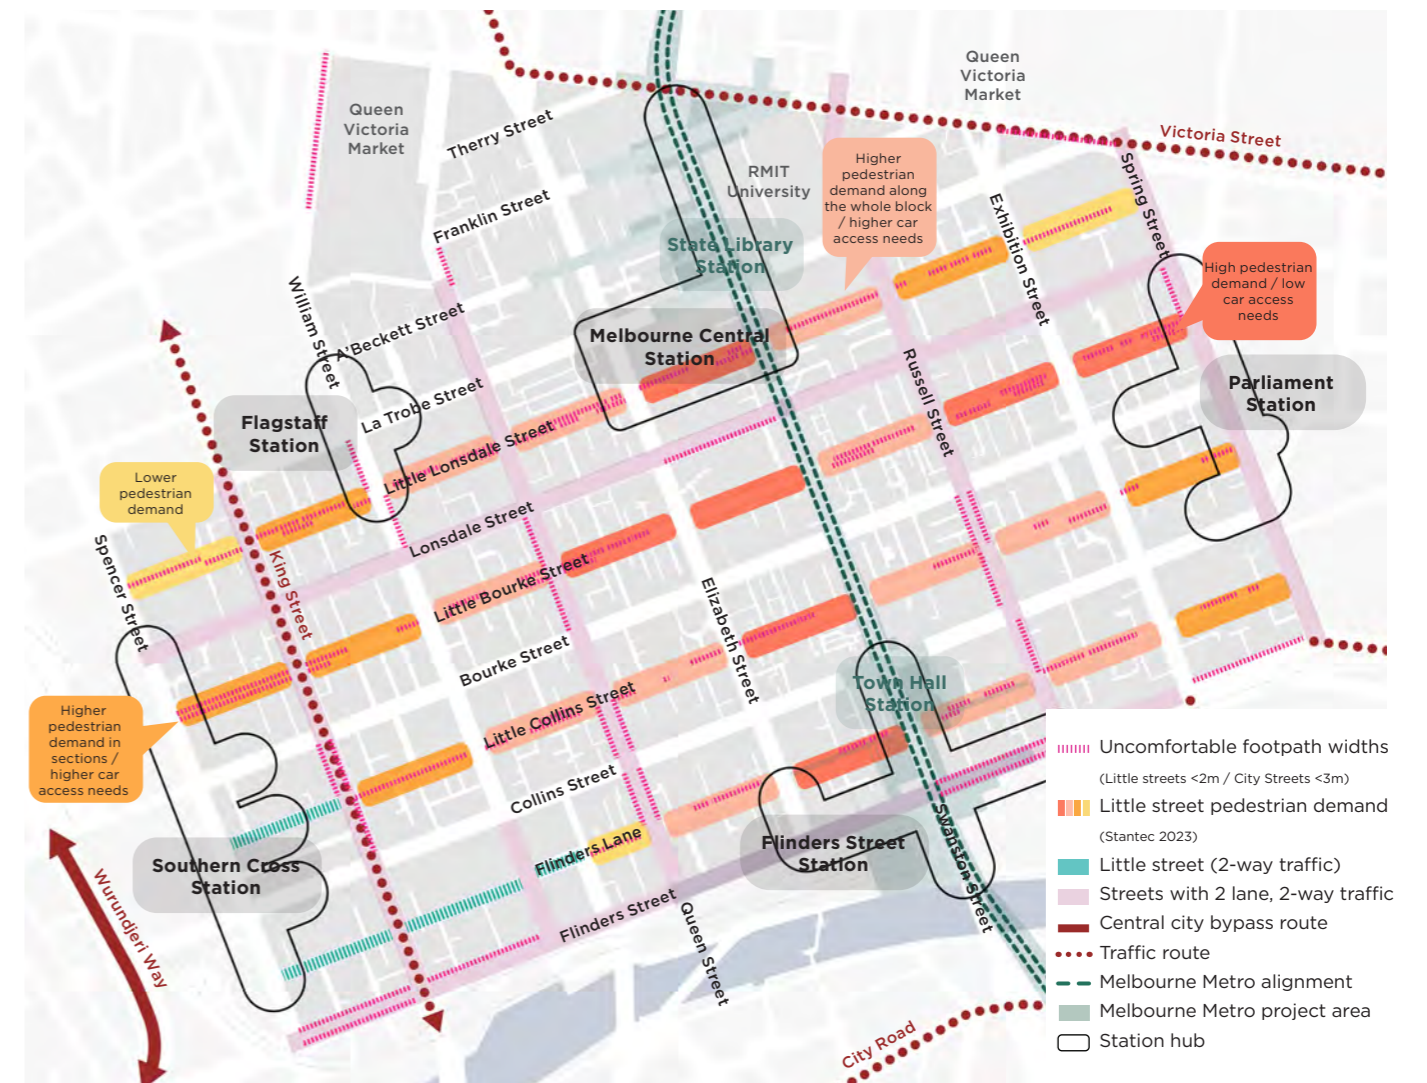 Queen
Victoria
Market
Queen
Victoria
Market
Victoria Street
Therry Street
Franklin Street
RMIT
University
Higher
pedestrian
demand along
the whole block
/ higher car
access needs
Spring Street
Exhibition Street
State Library
Station
High pedestrian
demand / low
car access
needs
William Street
A'Beckett Street
Melbourne Central
Station
La Trobe Street
Russell Street
Parliament
Station
Flagstaff
Station
Little Lonsdale Street
Lower
pedestrian
demand
Lonsdale Street
Spencer Street
King Street
Little Bourke Street
Elizabeth Street
Bourke Street
Little Collins Street
Town Hall
Station
Higher
pedestrian
demand in
sections /
higher car
access needs
Collins Street
Flinders Lane
Flinders Street
Station
Swanston Street
Southern Cross
Station
Wurundjeri Way
Flinders Street
Queen Street
City Road
Uncomfortable footpath widths
(Little streets <2m / City Streets <3m)
Little street pedestrian demand
(Stantec 2023)
Little street (2-way traffic)
Streets with 2 lane, 2-way traffic
Central city bypass route
Traffic route
Melbourne Metro alignment
Melbourne Metro project area
Station hub